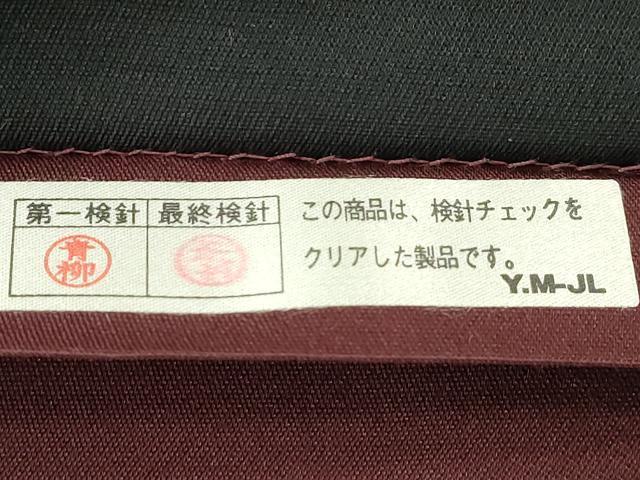 第一検針 最終検針
青柳
この商品は、検針チェックを
クリアした製品です。
Y.M-JL